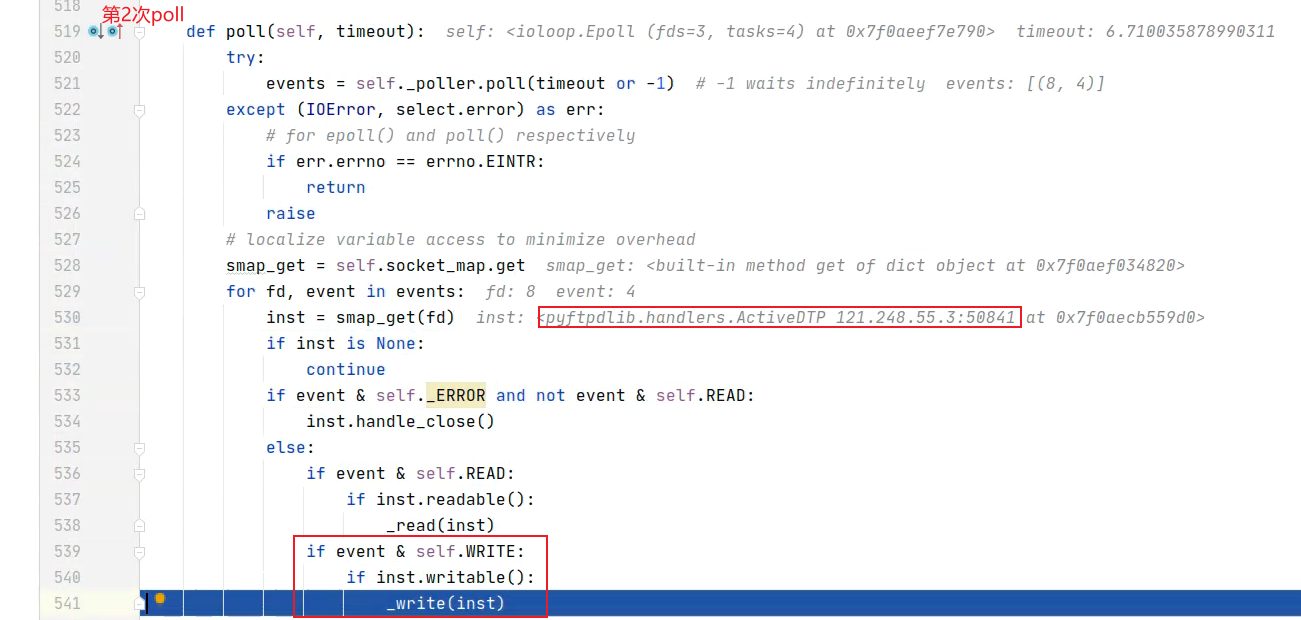 518
第2次poll
519 def poll(self, timeout): self: <ioloop.Epoll (fds=3, tasks=4) at 0x7f0aeef7e790> timeout: 6.710035878990311
520 try:
521 events = self._poller.poll(timeout or -1) # -1 waits indefinitely events: [(8, 4)]
522 except (IOError, select.error) as err:
523 # for epoll() and poll() respectively
524 if err.errno == errno.EINTR:
525 return
526 raise
527 # localize variable access to minimize overhead
528 smap_get = self.socket_map.get smap_get: <built-in method get of dict object at 0x7f0aef034820>
529 for fd, event in events: fd: 8 event: 4
530 inst = smap_get(fd) inst: <pyftpdlib.handlers.ActiveDTP 121.248.55.3:50841 at 0x7f0aecb559d0>
531 if inst is None:
532 continue
533 if event & self._ERROR and not event & self.READ:
534 inst.handle_close()
535 else:
536 if event & self.READ:
537 if inst.readable():
538 _read(inst)
539 if event & self.WRITE:
540 if inst.writable():
541 _write(inst)